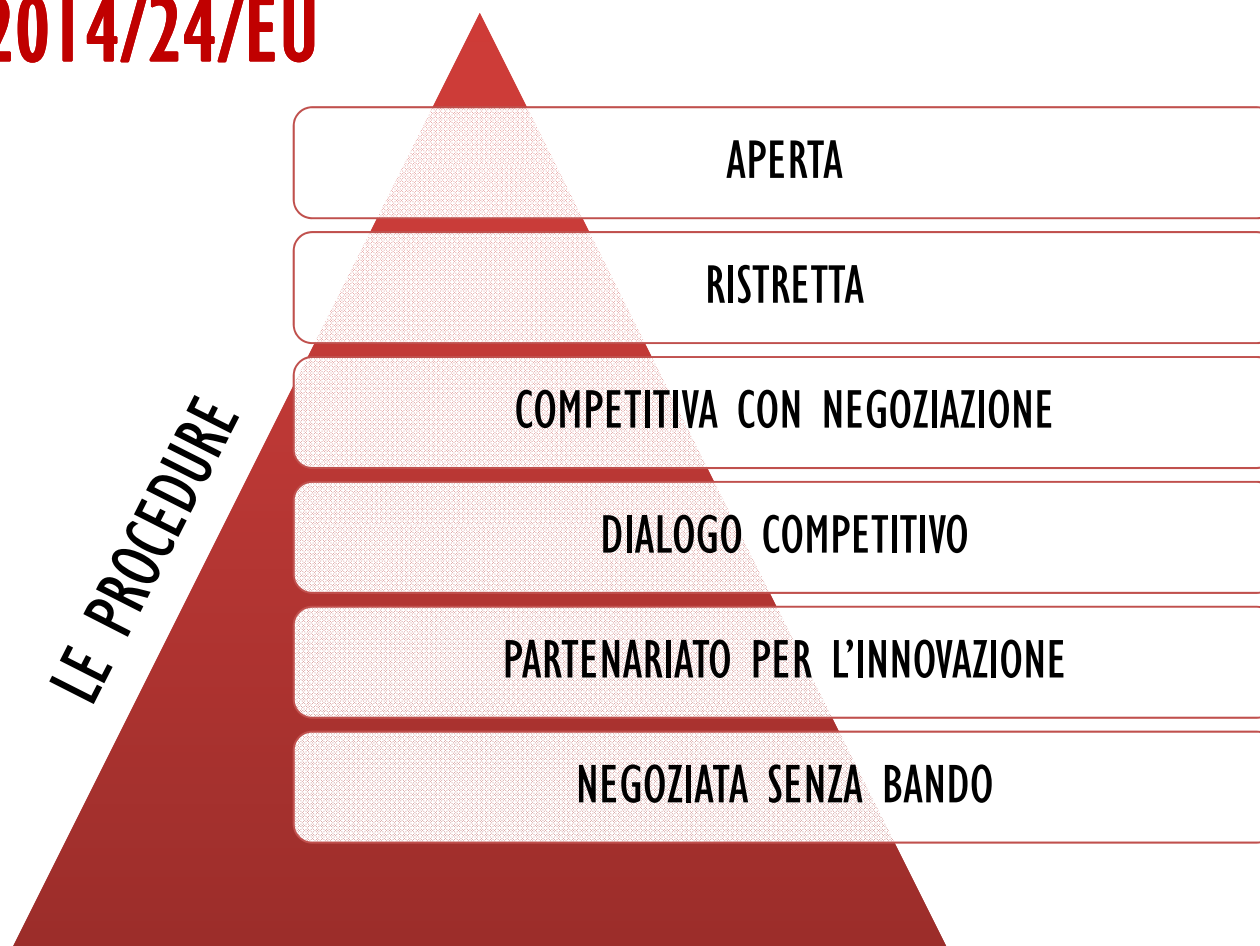 2014/24/EU
APERTA
RISTRETTA
COMPETITIVA CON NEGOZIAZIONE
DIALOGO COMPETITIVO
PARTENARIATO PER L’INNOVAZIONE
NEGOZIATA SENZA BANDO
LE PROCEDURE